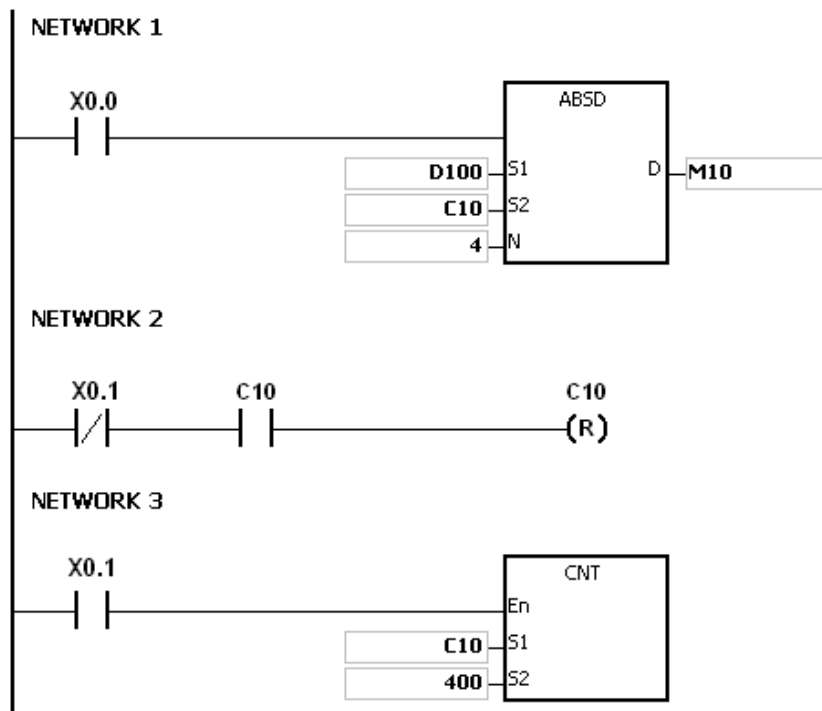 NETWORK 1
X0.0
ABSD
D100 S1 D M10
C10 S2
4 N
NETWORK 2
X0.1 C10 C10
(R)
NETWORK 3
X0.1
CNT
En
C10 S1
400 S2